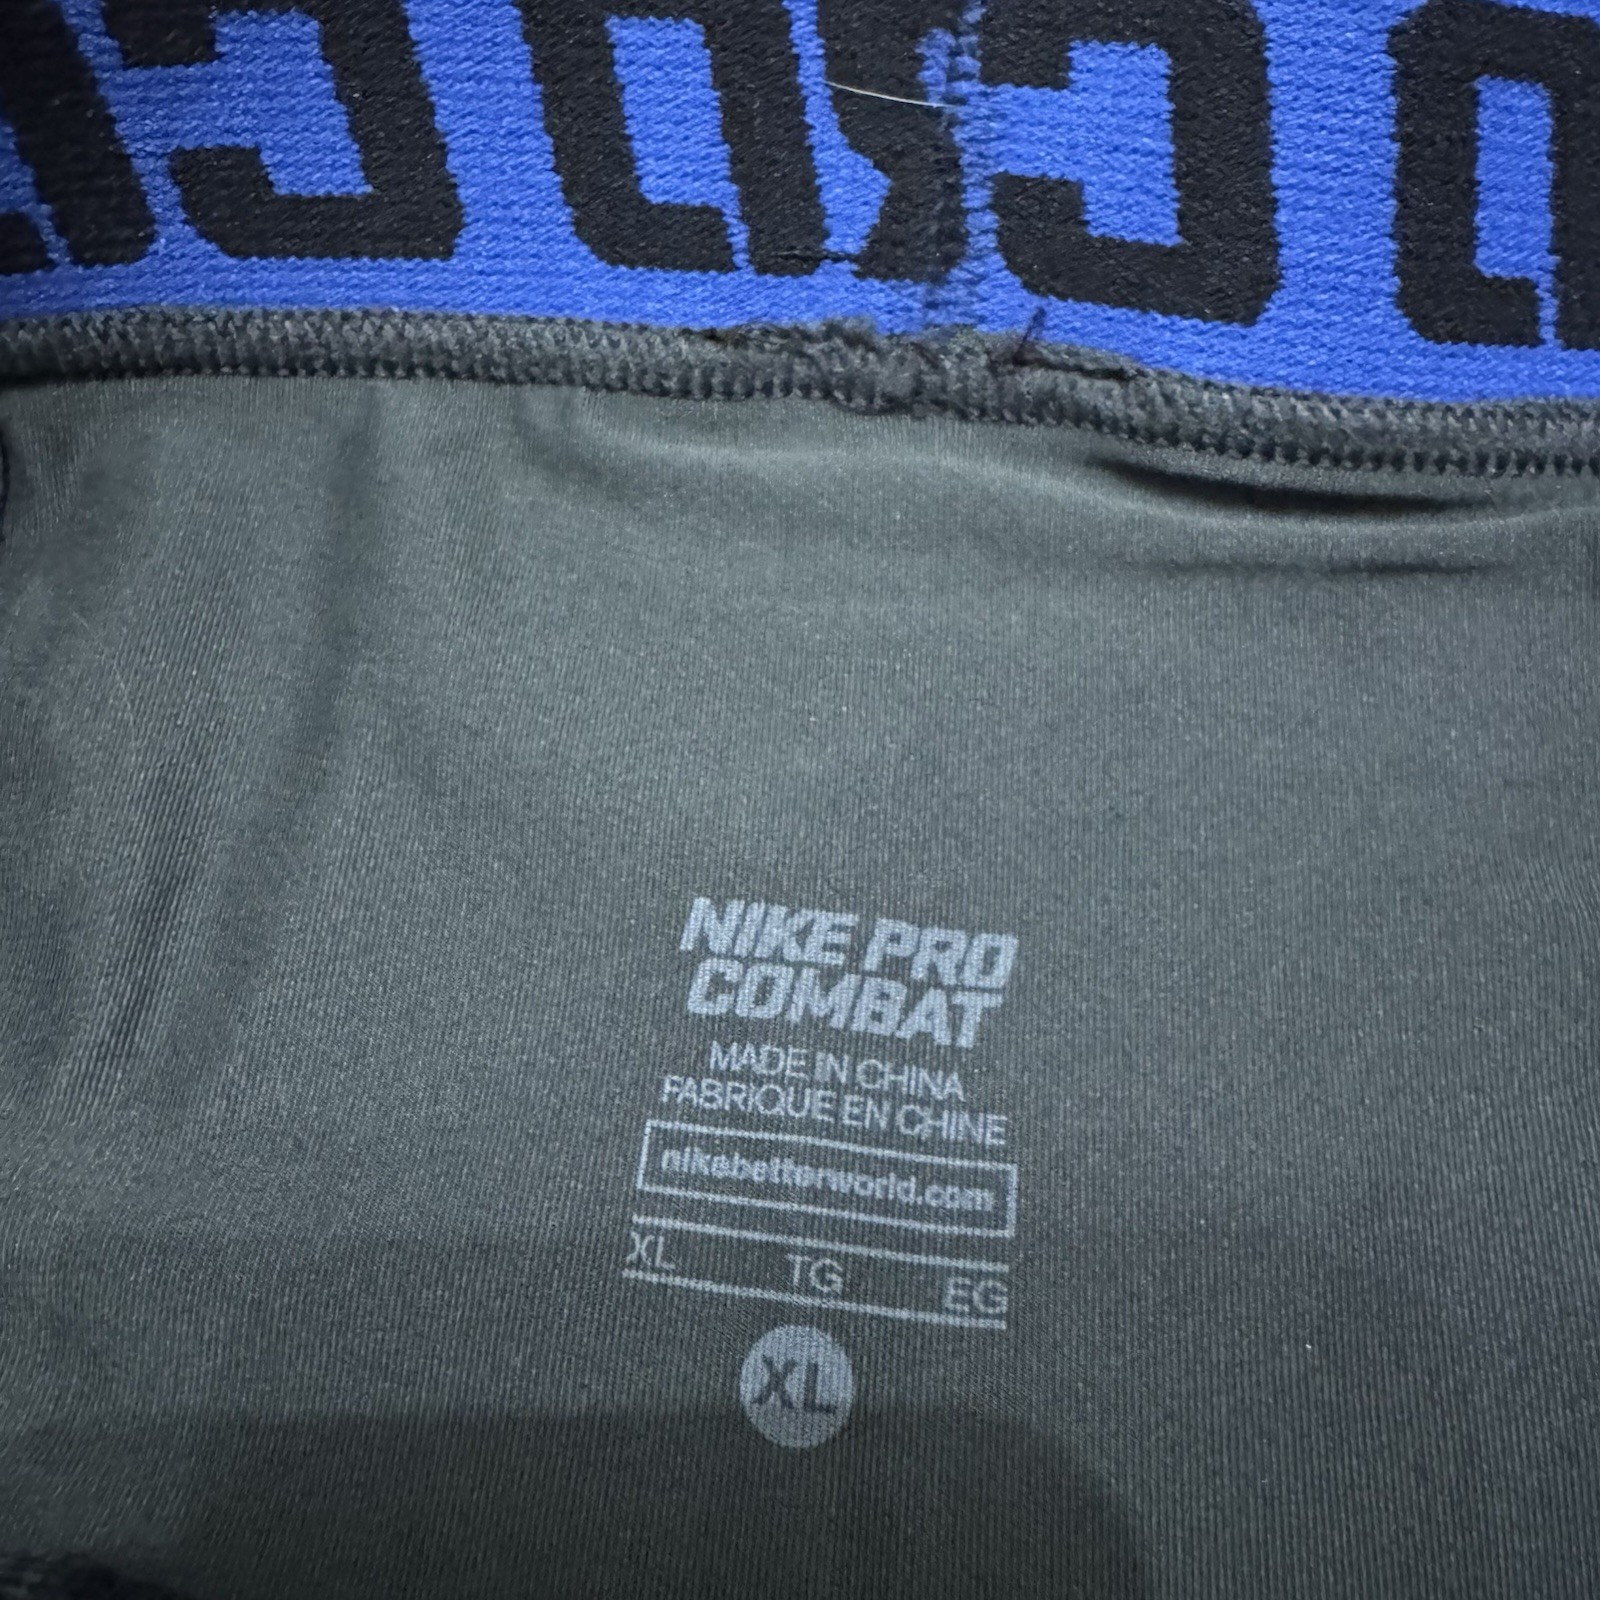 NIKE PRO
COMBAT
MADE IN CHINA
FABRIQUE EN CHINE
nikebetterworld.com
XL TG EG
XL